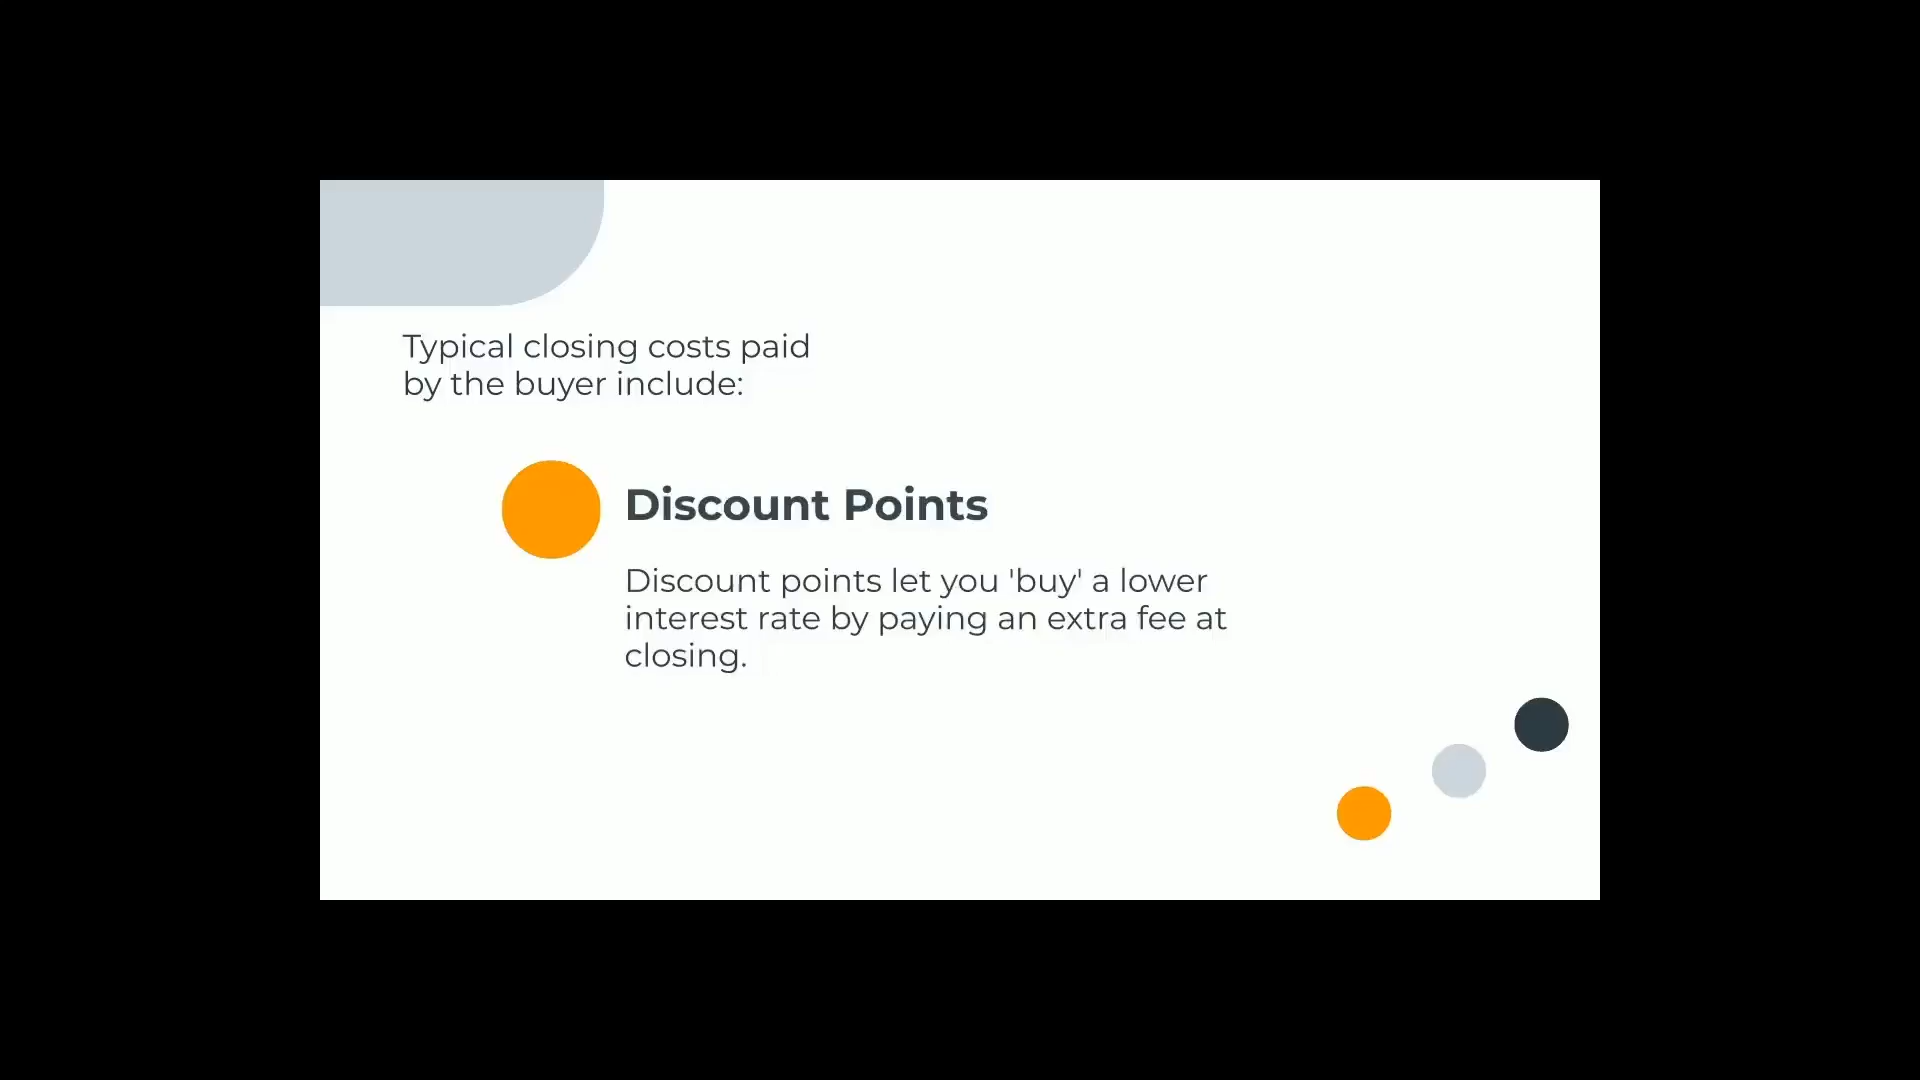 Typical closing costs paid
by the buyer include:
Discount Points
Discount points let you 'buy' a lower
interest rate by paying an extra fee at
closing.